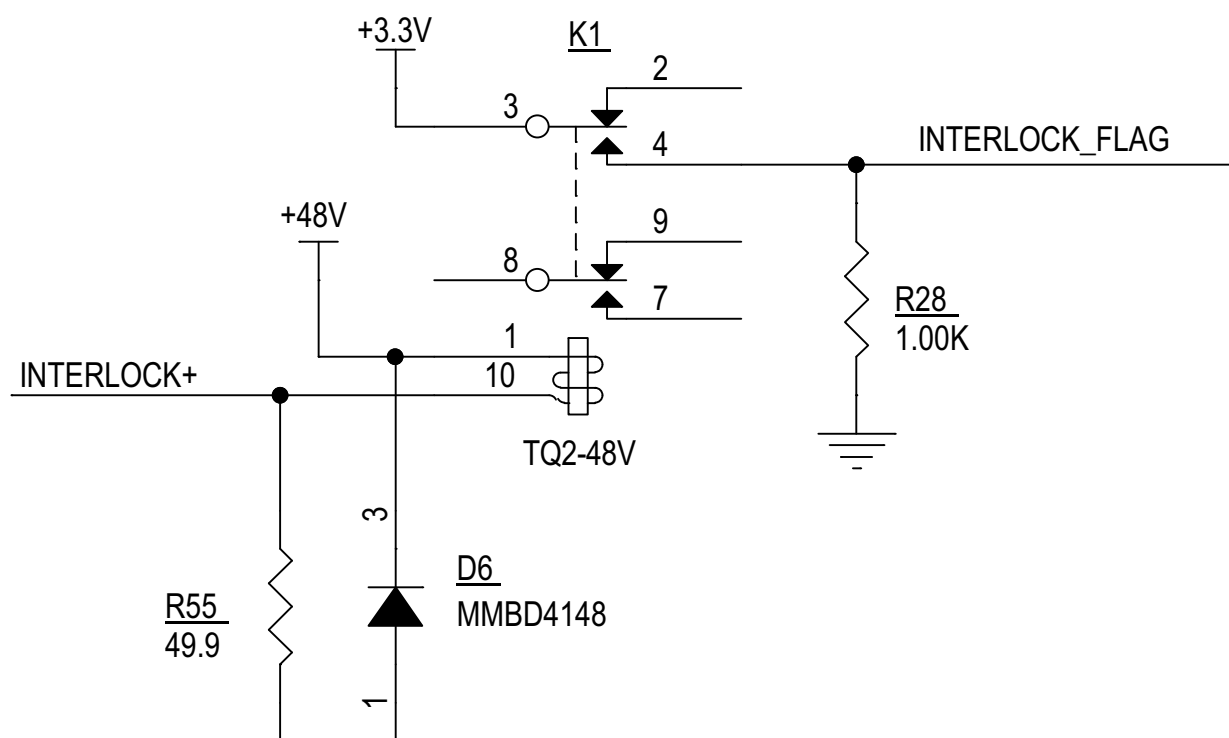 +3.3V
K1
2
3
4
INTERLOCK_FLAG
+48V
9
8
7
R28
1.00K
1
INTERLOCK+
10
TQ2-48V
3
D6
MMBD4148
R55
49.9
1